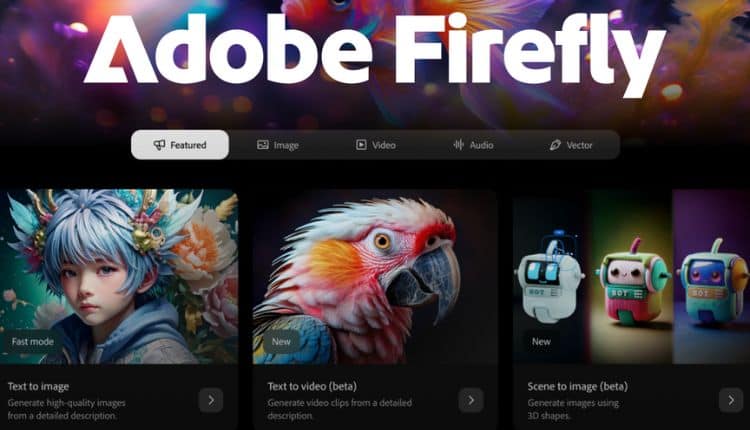 Adobe Firefly
Featured
Image
Video
Audio
Vector
Fast mode
New
New
BOT
BOT
Text to image
Text to video (beta)
Scene to image (beta)
Generate high-quality images
from a detailed description.
Generate video clips from a detailed
description.
Generate images using
3D shapes.